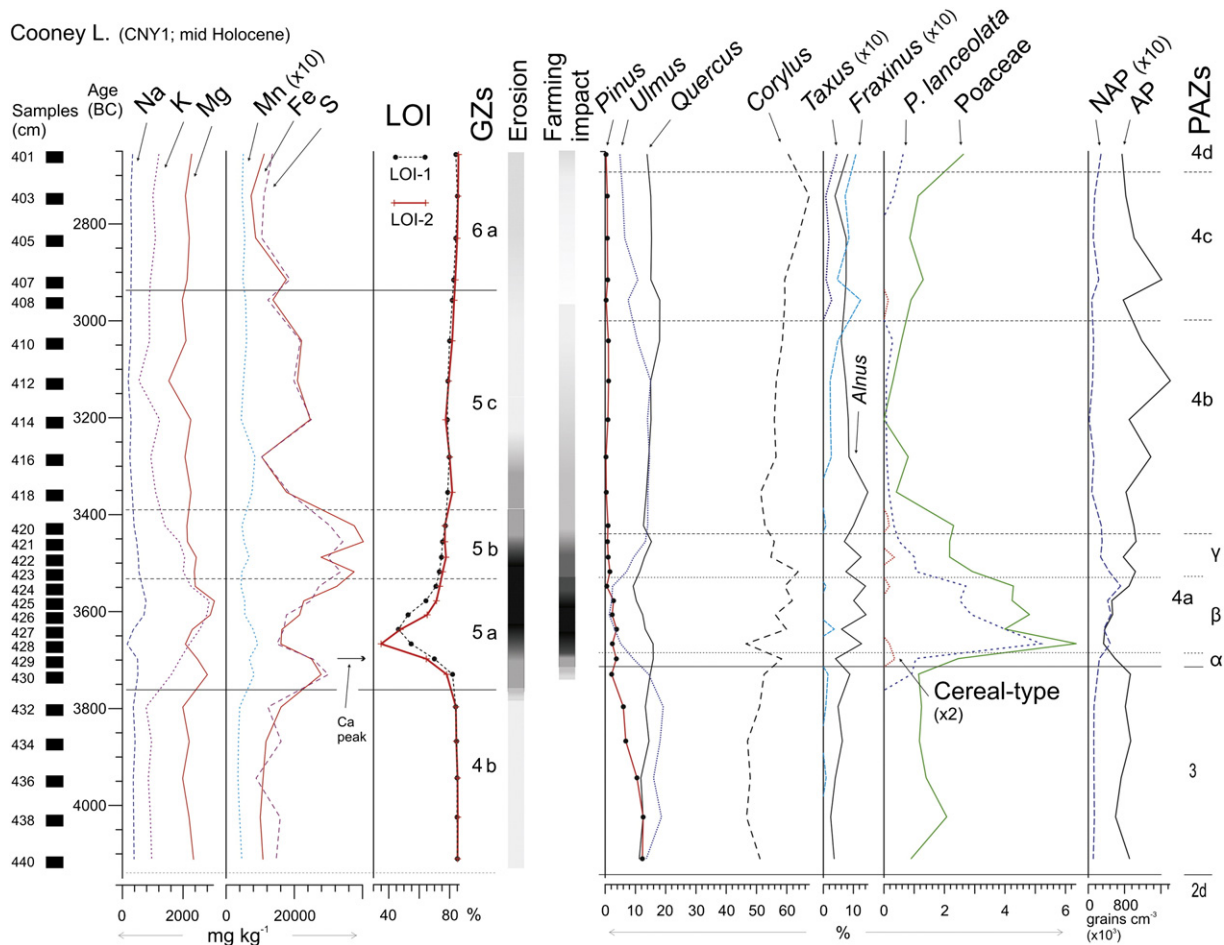 Cooney L. (CNY1; mid Holocene)
Samples (cm)
Age (BC)
Na
K
Mg
Mn (x10)
Fe
S
LOI
GZs
Erosion
Farming impact
Pinus
Ulmus
Quercus
Corylus
Taxus (x10)
Fraxinus (x10)
P. lanceolata
Poaceae
NAP (x10)
AP
PAZs
LOI-1
LOI-2
401
403
405
407
408
410
412
414
416
418
420
421
422
423
424
425
426
427
428
429
430
432
434
436
438
440
2800
3000
3200
3400
3600
3800
4000
6 a
5 c
5 b
5 a
4 b
Ca peak
Alnus
Cereal-type (x2)
4d
4c
4b
4a
γ
β
α
3
2d
0 2000
20000
0 40 80 %
0 10 20 30 40 50 60
0 10
0 2 4 6
0 800
mg kg⁻¹
%
grains cm⁻³ (x10³)